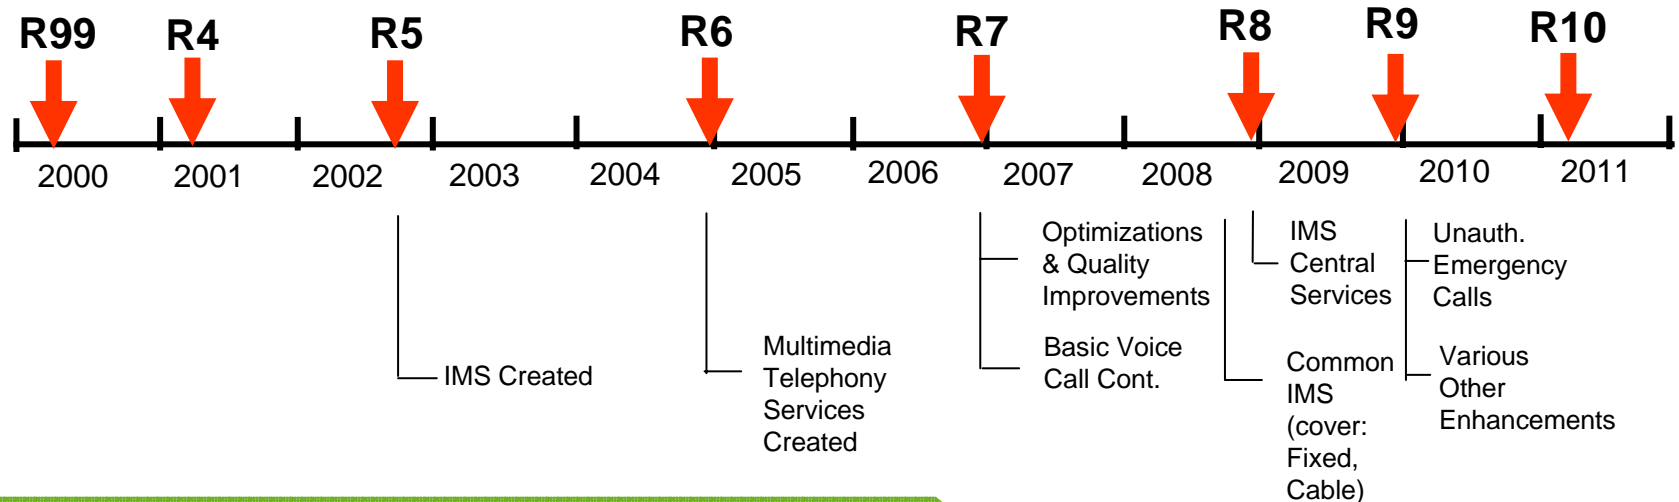 R99 R4 R5 R6 R7 R8 R9 R10
2000 2001 2002 2003 2004 2005 2006 2007 2008 2009 2010 2011
IMS Created
Multimedia
Telephony
Services
Created
Optimizations
& Quality
Improvements
Basic Voice
Call Cont.
IMS
Central
Services
Common
IMS
(cover:
Fixed,
Cable)
Unauth.
Emergency
Calls
Various
Other
Enhancements